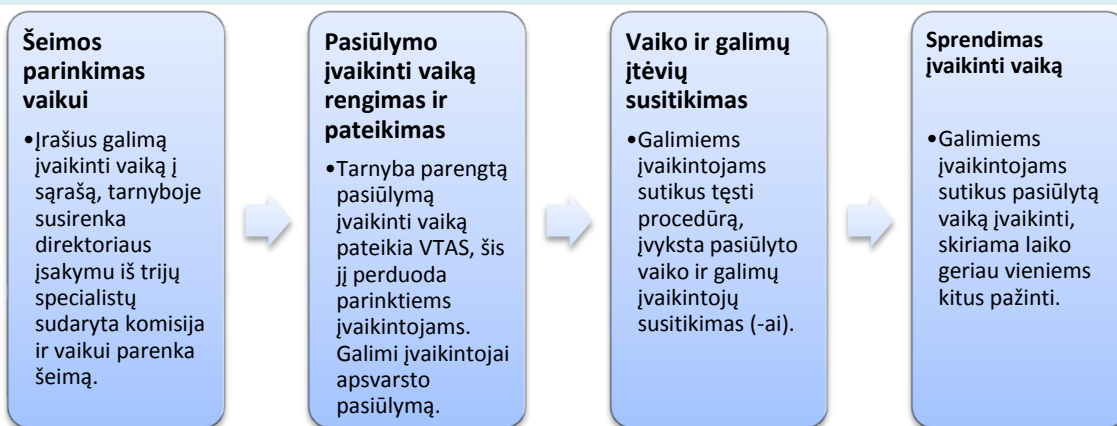 Šeimos
parinkimas
vaikui
•Įrašius galimą
įvaikinti vaiką į
sąrašą, tarnyboje
susirenka
direktoriaus
įsakymu iš trijų
specialistų
sudaryta komisija
ir vaikui parenka
šeimą.
Pasiūlymo
įvaikinti vaiką
rengimas ir
pateikimas
•Tarnyba parengtą
pasiūlymą
įvaikinti vaiką
pateikia VTAS, šis
jį perduoda
parinktiems
įvaikintojams.
Galimi įvaikintojai
apsvarsto
pasiūlymą.
Vaiko ir galimų
įtėvių
susitikimas
•Galimiems
įvaikintojams
sutikus tęsti
procedūrą,
įvyksta pasiūlyto
vaiko ir galimų
įvaikintojų
susitikimas (-ai).
Sprendimas
įvaikinti vaiką
•Galimiems
įvaikintojams
sutikus pasiūlytą
vaiką įvaikinti,
skiriama laiko
geriau vieniems
kitus pažinti.